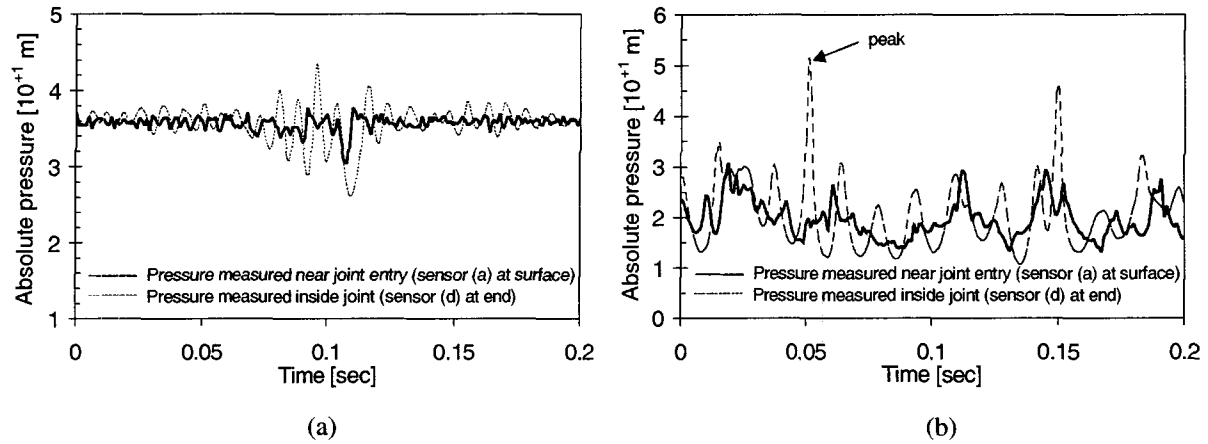 5
4
3
2
1
Absolute pressure [10⁺¹ m]
Pressure measured near joint entry (sensor (a) at surface)
Pressure measured inside joint (sensor (d) at end)
0 0.05 0.1 0.15 0.2
Time [sec]
(a)
6
5
4
3
2
1
0
Absolute pressure [10⁺¹ m]
peak
Pressure measured near joint entry (sensor (a) at surface)
Pressure measured inside joint (sensor (d) at end)
0 0.05 0.1 0.15 0.2
Time [sec]
(b)